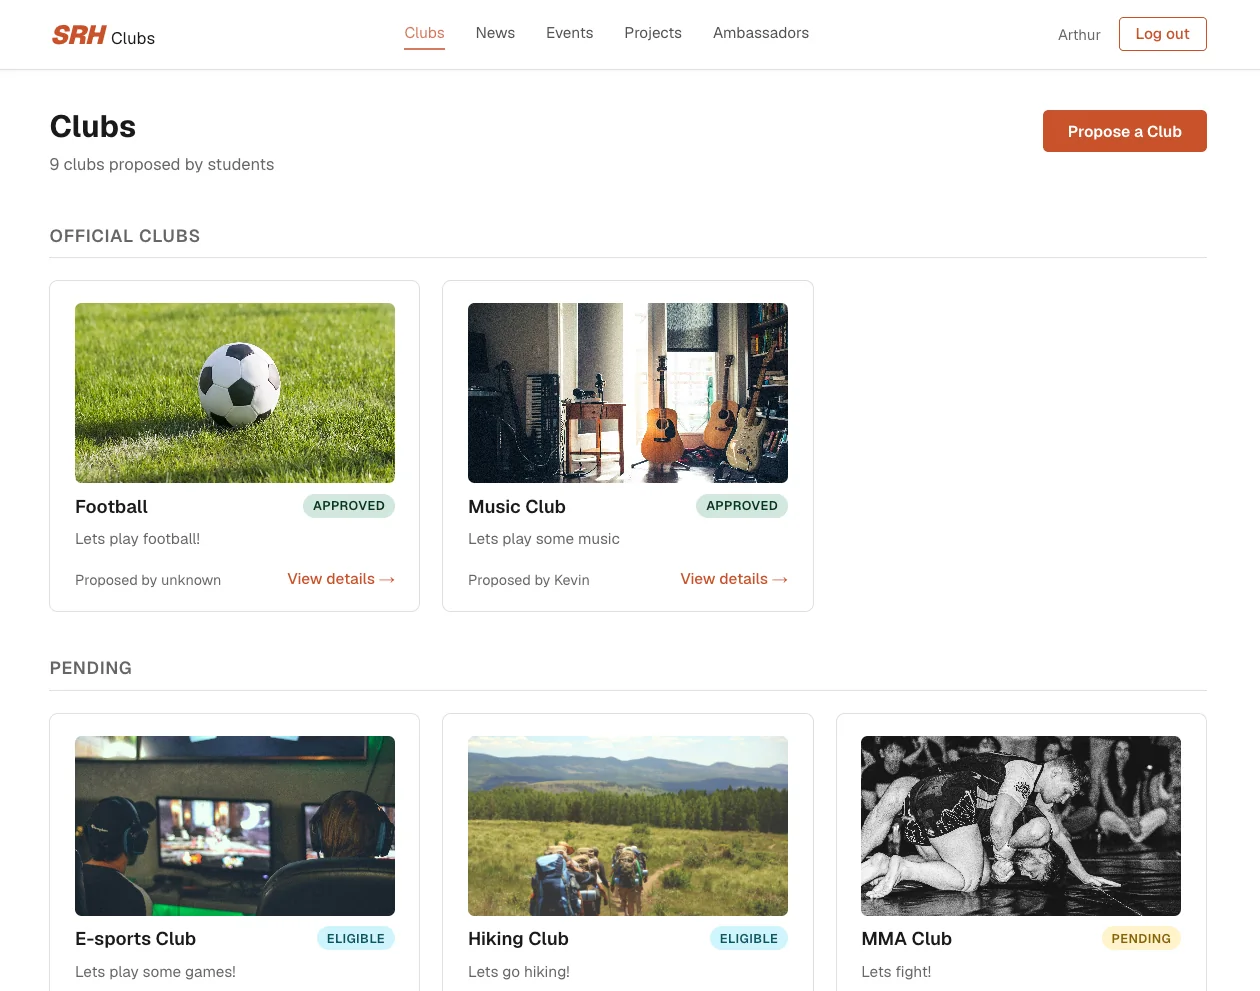 SRH Clubs
Clubs News Events Projects Ambassadors
Arthur Log out
Clubs
Propose a Club
9 clubs proposed by students
OFFICIAL CLUBS
Football APPROVED
Lets play football!
Proposed by unknown View details →
Music Club APPROVED
Lets play some music
Proposed by Kevin View details →
PENDING
E-sports Club ELIGIBLE
Lets play some games!
Hiking Club ELIGIBLE
Lets go hiking!
MMA Club PENDING
Lets fight!